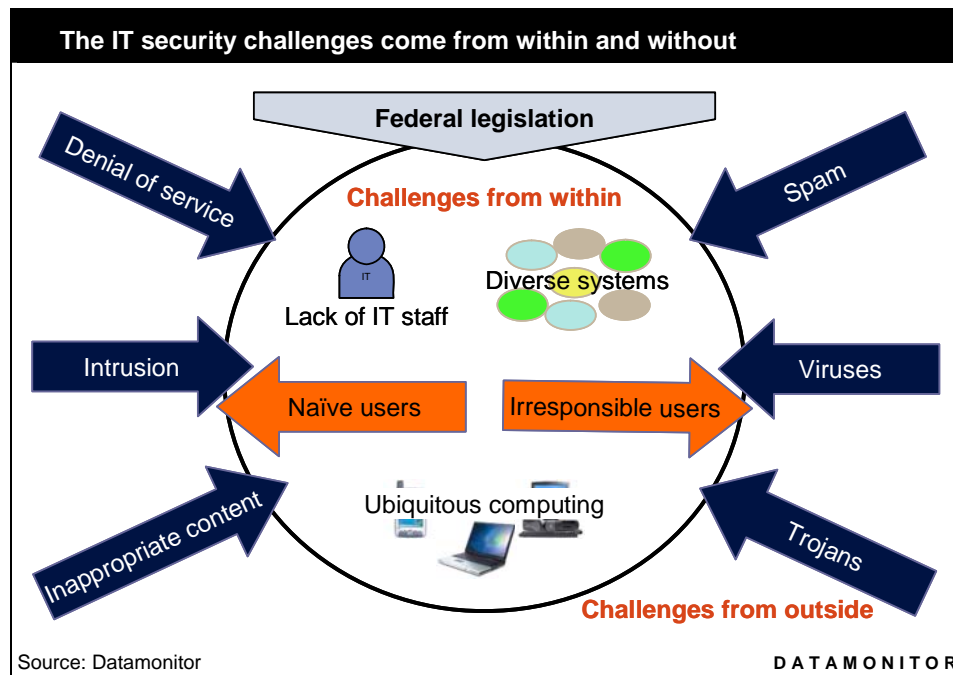 The IT security challenges come from within and without
Federal legislation
Denial of service
Spam
Challenges from within
IT
Lack of IT staff
Diverse systems
Intrusion
Viruses
Naïve users
Irresponsible users
Ubiquitous computing
Inappropriate content
Trojans
Challenges from outside
Source: Datamonitor
DATAMONITOR